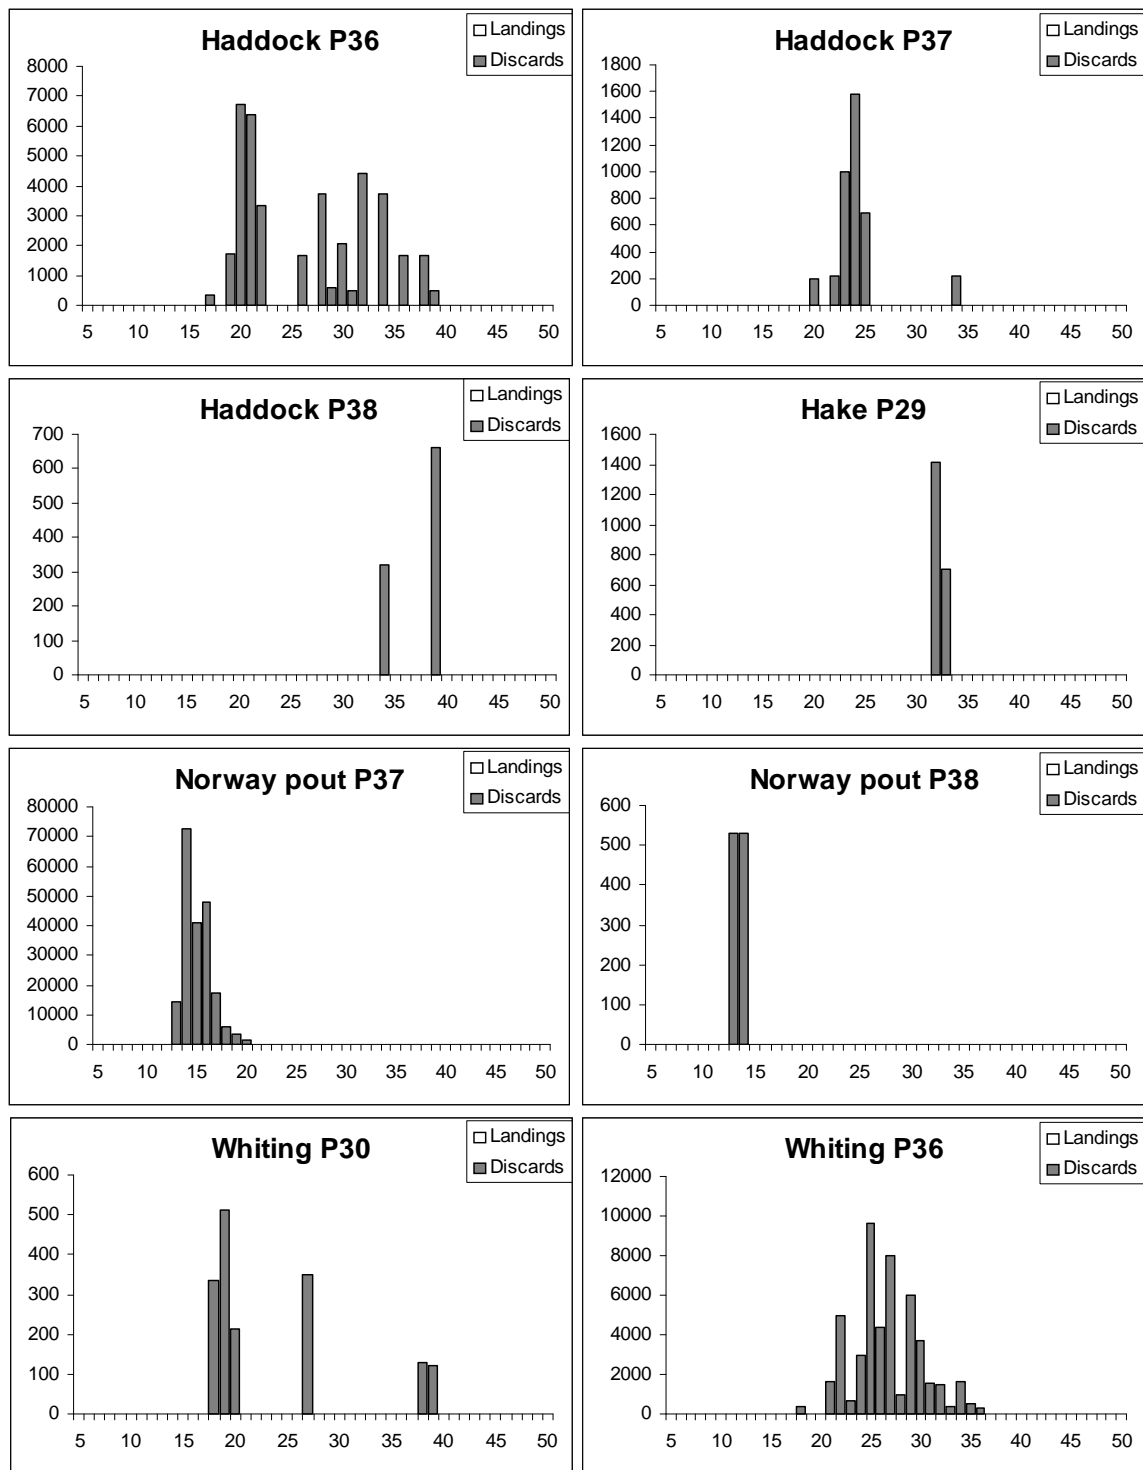 Haddock P36
Landings
Discards
8000
7000
6000
5000
4000
3000
2000
1000
0
5 10 15 20 25 30 35 40 45 50
Haddock P37
Landings
Discards
1800
1600
1400
1200
1000
800
600
400
200
0
5 10 15 20 25 30 35 40 45 50
Haddock P38
Landings
Discards
700
600
500
400
300
200
100
0
5 10 15 20 25 30 35 40 45 50
Hake P29
Landings
Discards
1600
1400
1200
1000
800
600
400
200
0
5 10 15 20 25 30 35 40 45 50
Norway pout P37
Landings
Discards
80000
70000
60000
50000
40000
30000
20000
10000
0
5 10 15 20 25 30 35 40 45 50
Norway pout P38
Landings
Discards
600
500
400
300
200
100
0
5 10 15 20 25 30 35 40 45 50
Whiting P30
Landings
Discards
600
500
400
300
200
100
0
5 10 15 20 25 30 35 40 45 50
Whiting P36
Landings
Discards
12000
10000
8000
6000
4000
2000
0
5 10 15 20 25 30 35 40 45 50